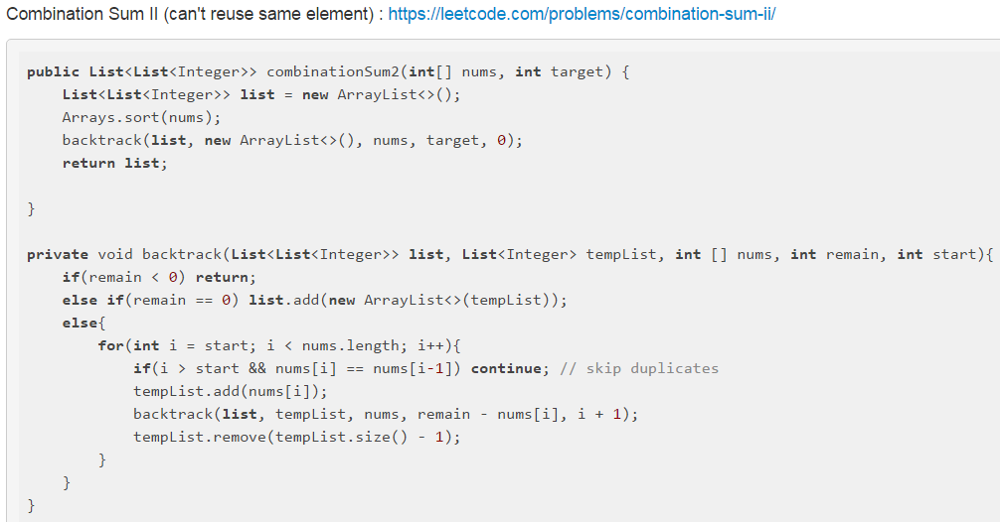 Combination Sum II (can't reuse same element) : https://leetcode.com/problems/combination-sum-ii/
public List<List<Integer>> combinationSum2(int[] nums, int target) {
    List<List<Integer>> list = new ArrayList<>();
    Arrays.sort(nums);
    backtrack(list, new ArrayList<>(), nums, target, 0);
    return list;

}

private void backtrack(List<List<Integer>> list, List<Integer> tempList, int [] nums, int remain, int start){
    if(remain < 0) return;
    else if(remain == 0) list.add(new ArrayList<>(tempList));
    else{
        for(int i = start; i < nums.length; i++){
            if(i > start && nums[i] == nums[i-1]) continue; // skip duplicates
            tempList.add(nums[i]);
            backtrack(list, tempList, nums, remain - nums[i], i + 1);
            tempList.remove(tempList.size() - 1);
        }
    }
}